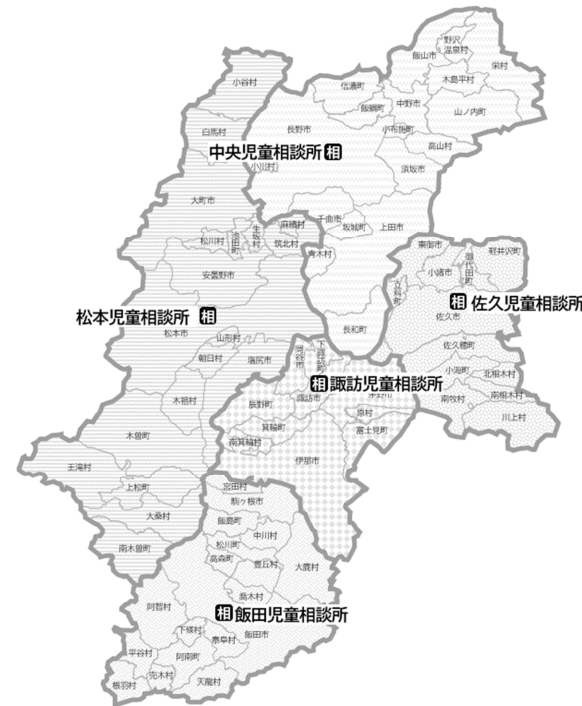 野沢
温泉村
飯山市
栄村
木島平村
小谷村
信濃町
飯綱町
中野市
山ノ内町
白馬村
長野市
小布施町
高山村
中央児童相談所 相
小川村
須坂市
大町市
千曲市
坂城町
上田市
麻績村
生坂村
池田町
松川村
筑北村
青木村
東御市
御代田町
軽井沢町
小諸市
安曇野市
立科町
相 佐久児童相談所
松本児童相談所 相
佐久市
松本市
長和町
山形村
佐久穂町
朝日村
塩尻市
岡谷市
下諏訪町
小海町
北相木村
相 諏訪児童相談所
茅野市
南相木村
木祖村
辰野町
諏訪市
原村
南牧村
川上村
箕輪町
富士見町
木曽町
南箕輪村
伊那市
王滝村
上松町
宮田村
駒ヶ根市
大桑村
飯島町
中川村
南木曽町
松川町
高森町
豊丘村
大鹿村
喬木村
阿智村
相 飯田児童相談所
下條村
泰阜村
飯田市
平谷村
阿南町
売木村
根羽村
天龍村